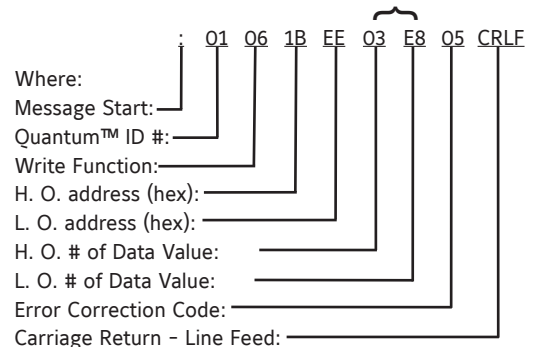 : 01 06 1B EE 03 E8 05 CRLF
Where:
Message Start:
Quantum™ ID #:
Write Function:
H. O. address (hex):
L. O. address (hex):
H. O. # of Data Value:
L. O. # of Data Value:
Error Correction Code:
Carriage Return - Line Feed: